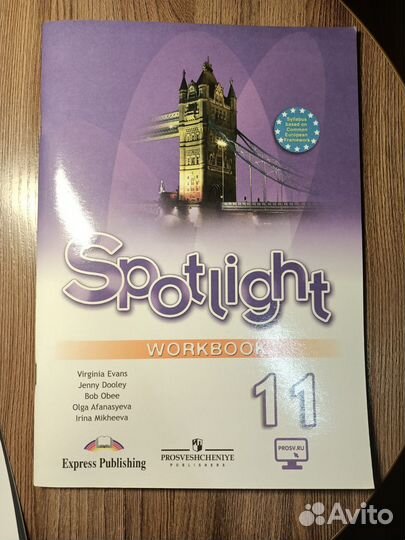 Syllabus
based on
Common
European
Framework
Spotlight
WORKBOOK
Virginia Evans
Jenny Dooley
Bob Obee
Olga Afanasyeva
Irina Mikheeva
11
PROSV.RU
Express Publishing
PROSVESHCHENIYE
PUBLISHERS
Avito